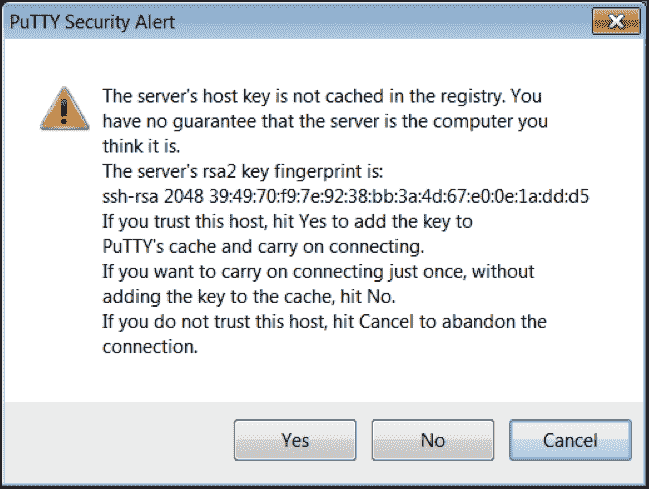 PuTTY Security Alert
The server's host key is not cached in the registry. You
have no guarantee that the server is the computer you
think it is.
The server's rsa2 key fingerprint is:
ssh-rsa 2048 39:49:70:f9:7e:92:38:bb:3a:4d:67:e0:0e:1a:dd:d5
If you trust this host, hit Yes to add the key to
PuTTY's cache and carry on connecting.
If you want to carry on connecting just once, without
adding the key to the cache, hit No.
If you do not trust this host, hit Cancel to abandon the
connection.
Yes No Cancel